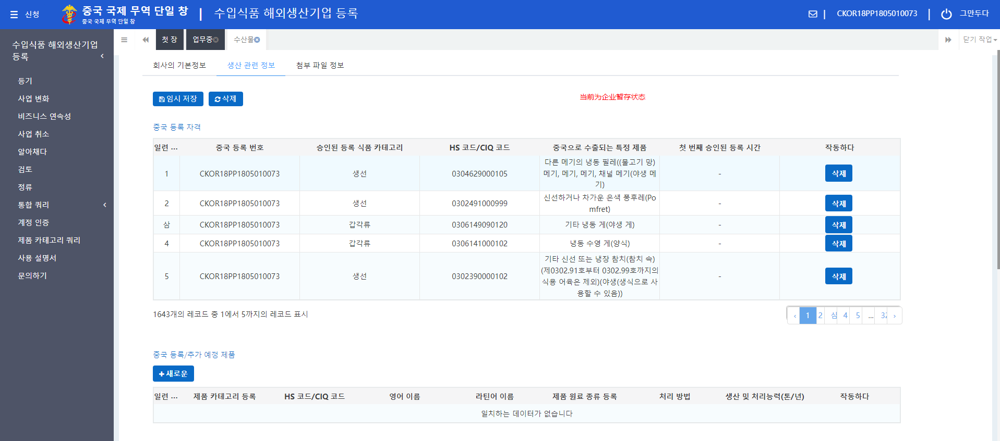 신청
중국 국제 무역 단일 창
중국 국제 무역 단일 창
수입식품 해외생산기업 등록
CKOR18PP1805010073
그만두다
수입식품 해외생산기업
등록
등기
사업 변화
비즈니스 연속성
사업 취소
알아채다
검토
정류
통합 쿼리
계정 인증
제품 카테고리 쿼리
사용 설명서
문의하기
첫 장
업무중
수산물
닫기 작업
회사의 기본정보 생산 관련 정보 첨부 파일 정보
임시 저장 삭제
当前为企业暂存状态
중국 등록 자격
일련 ... 중국 등록 번호 승인된 등록 식품 카테고리 HS 코드/CIQ 코드 중국으로 수출되는 특정 제품 첫 번째 승인된 등록 시간 작동하다
1 CKOR18PP1805010073 생선 0304629000105 다른 메기의 냉동 필레((물고기 망)
메기, 메기, 메기, 채널 메기(야생 메
기) - 삭제
2 CKOR18PP1805010073 생선 0302491000999 신선하거나 차가운 은색 퐁후레(Po
mfret) - 삭제
삼 CKOR18PP1805010073 갑각류 0306149090120 기타 냉동 게(야생 게) - 삭제
4 CKOR18PP1805010073 갑각류 0306141000102 냉동 수영 게(양식) - 삭제
5 CKOR18PP1805010073 생선 0302390000102 기타 신선 또는 냉장 참치(참치 속)
(제0302.91호부터 0302.99호까지의
식용 어육은 제외)(야생(생식으로 사
용할 수 있음)) - 삭제
1643개의 레코드 중 1에서 5까지의 레코드 표시
‹ 1 2 삼 4 5 ... 32 ›
중국 등록/추가 예정 제품
새로운
일련 ... 제품 카테고리 등록 HS 코드/CIQ 코드 영어 이름 라틴어 이름 제품 원료 종류 등록 처리 방법 생산 및 처리능력(톤/년) 작동하다
일치하는 데이터가 없습니다